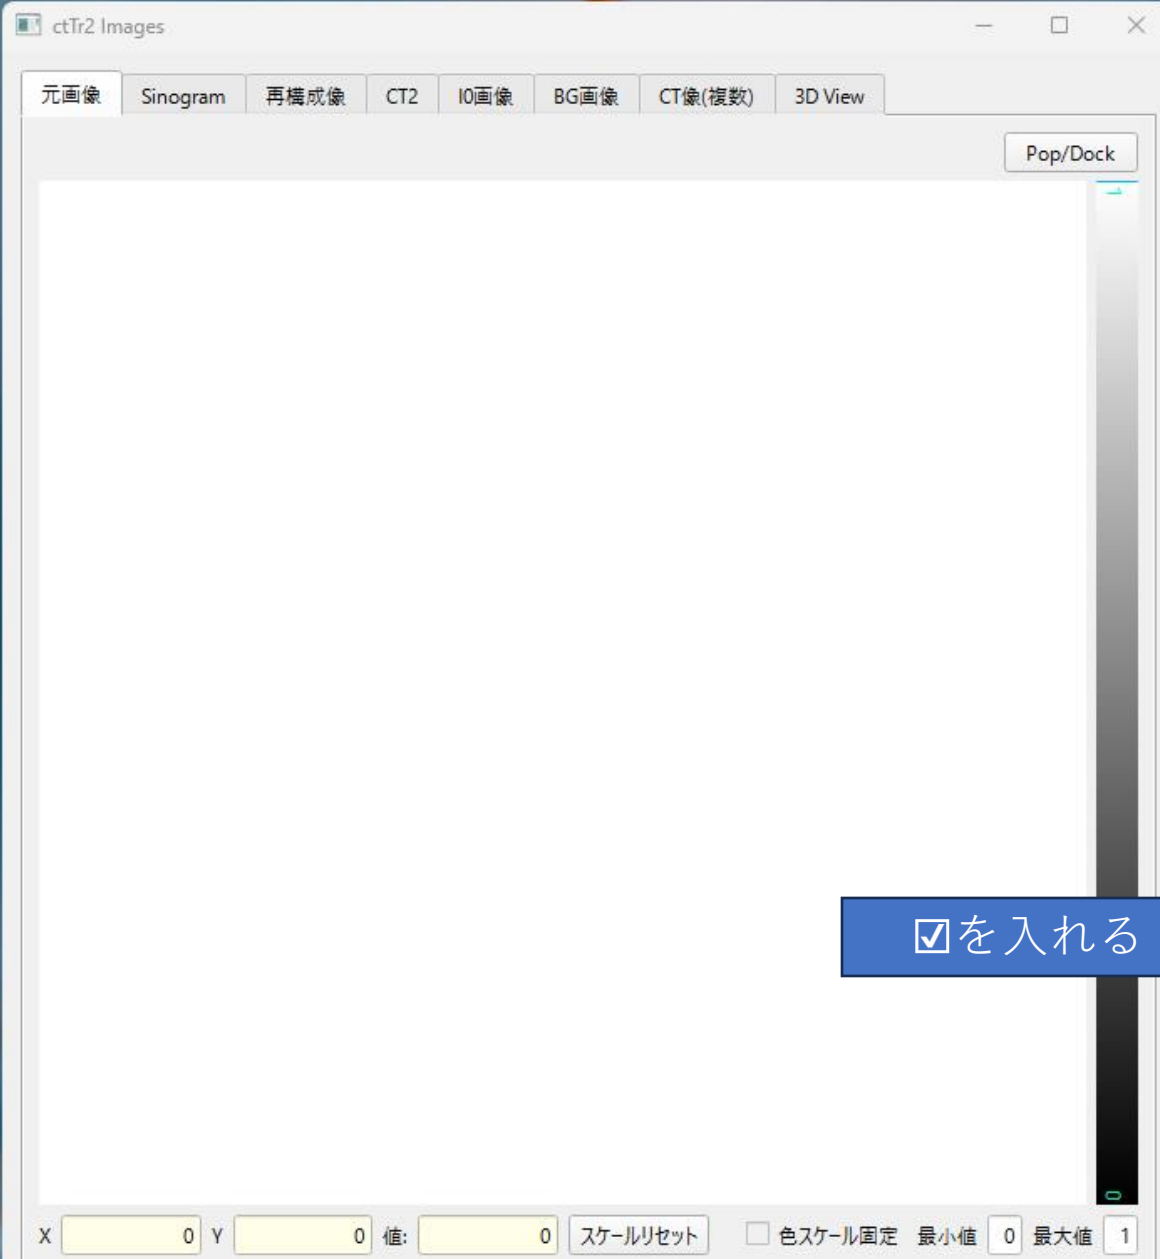 ctTr2 Images
元画像 Sinogram 再構成像 CT2 I0画像 BG画像 CT像(複数) 3D View
Pop/Dock
1
☑を入れる
0
X 0 Y 0 値: 0 スケールリセット 色スケール固定 最小値 0 最大値 1